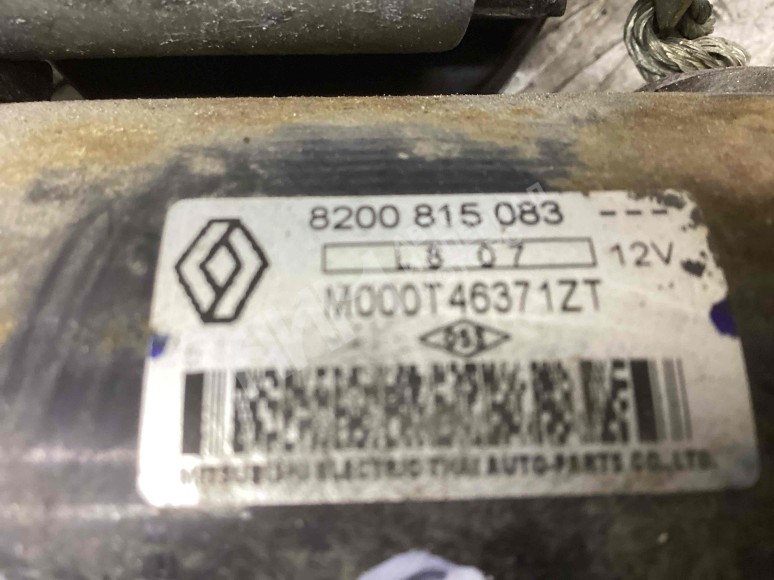 8200 815 083 ---
L8 07 12V
M000T46371ZT
MITSUBISHI ELECTRIC THAI AUTO-PARTS CO., LTD.